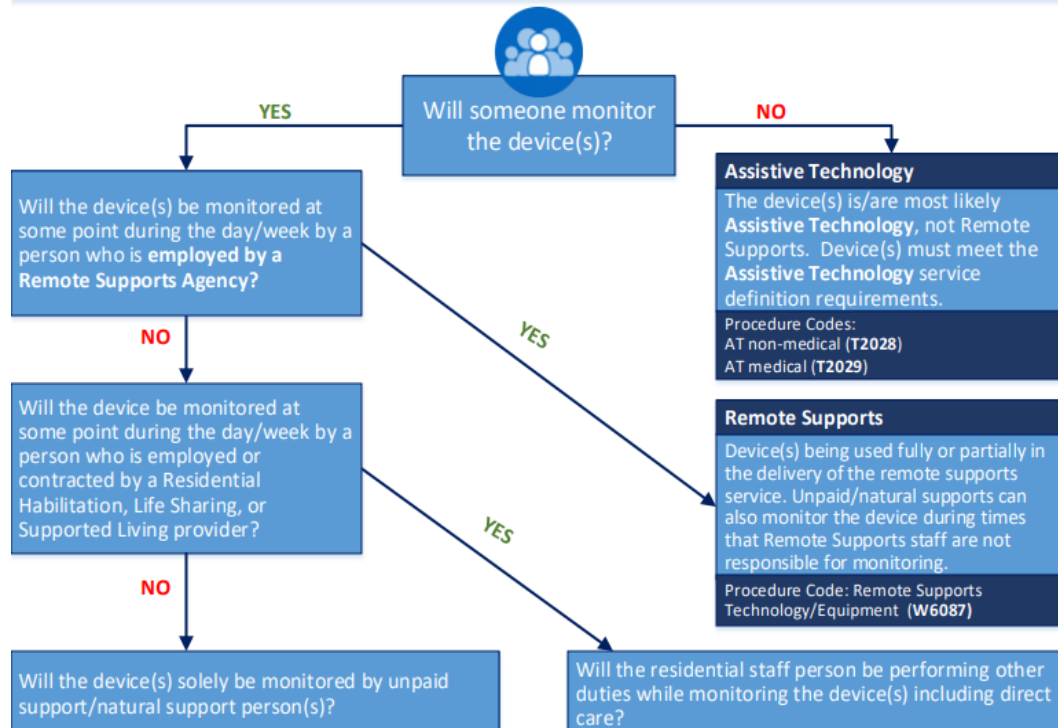 Will someone monitor
the device(s)?
YES
NO
Will the device(s) be monitored at
some point during the day/week by a
person who is employed by a
Remote Supports Agency?
Assistive Technology
The device(s) is/are most likely
Assistive Technology, not Remote
Supports. Device(s) must meet the
Assistive Technology service
definition requirements.
Procedure Codes:
AT non-medical (T2028)
AT medical (T2029)
NO
YES
Will the device be monitored at
some point during the day/week by a
person who is employed or
contracted by a Residential
Habilitation, Life Sharing, or
Supported Living provider?
Remote Supports
Device(s) being used fully or partially in
the delivery of the remote supports
service. Unpaid/natural supports can
also monitor the device during times
that Remote Supports staff are not
responsible for monitoring.
Procedure Code: Remote Supports
Technology/Equipment (W6087)
NO
YES
Will the device(s) solely be monitored by unpaid
support/natural support person(s)?
Will the residential staff person be performing other
duties while monitoring the device(s) including direct
care?